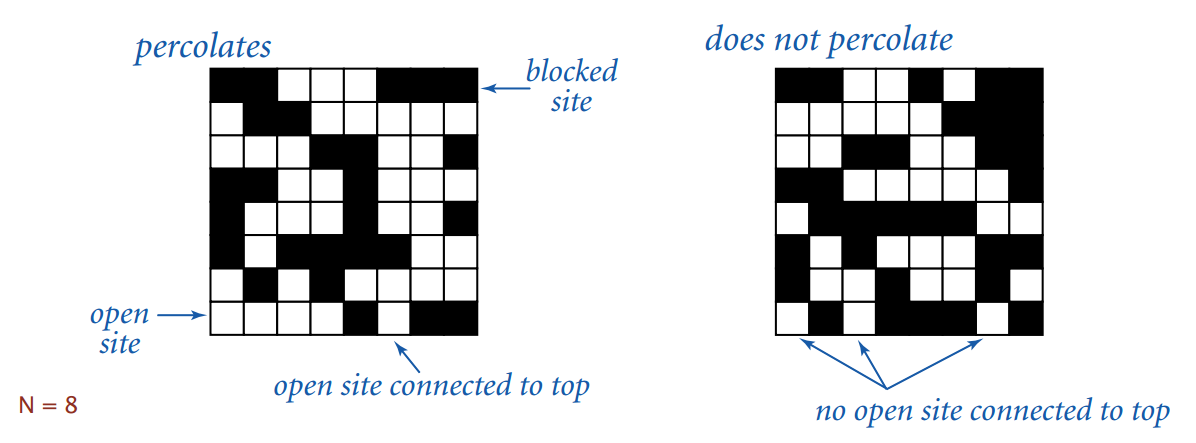 percolates
does not percolate
blocked
site
open
site
open site connected to top
no open site connected to top
N = 8